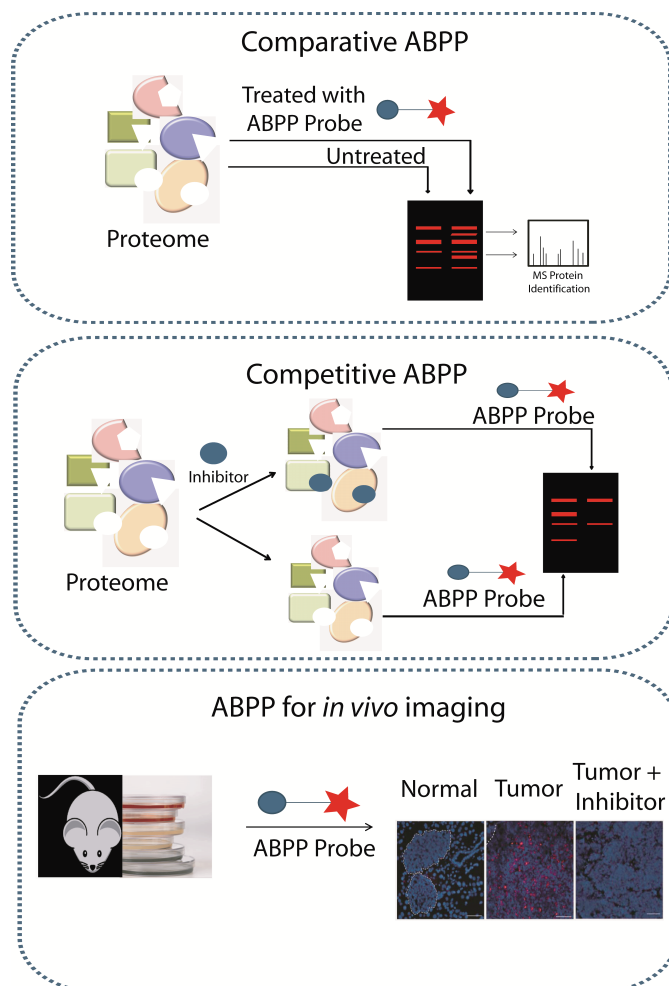 Comparative ABPP
Treated with
ABPP Probe
Untreated
Proteome
MS Protein
Identification
Competitive ABPP
ABPP Probe
Inhibitor
Proteome
ABPP Probe
ABPP for in vivo imaging
Normal
Tumor
Tumor +
Inhibitor
ABPP Probe